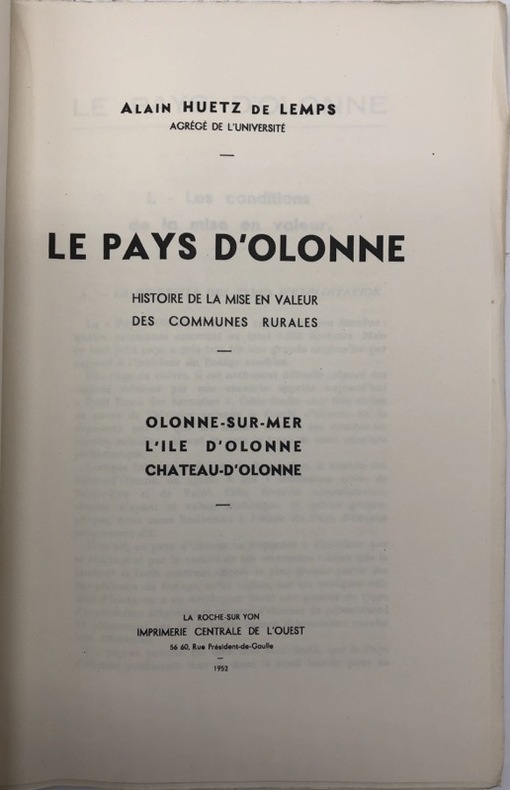 ALAIN HUETZ DE LEMPS
AGRÉGÉ DE L'UNIVERSITÉ
—
LE PAYS D'OLONNE
HISTOIRE DE LA MISE EN VALEUR
DES COMMUNES RURALES
—
OLONNE-SUR-MER
L'ILE D'OLONNE
CHATEAU-D'OLONNE
—
LA ROCHE-SUR YON
IMPRIMERIE CENTRALE DE L'OUEST
56 60, Rue Président-de-Gaulle
—
1952